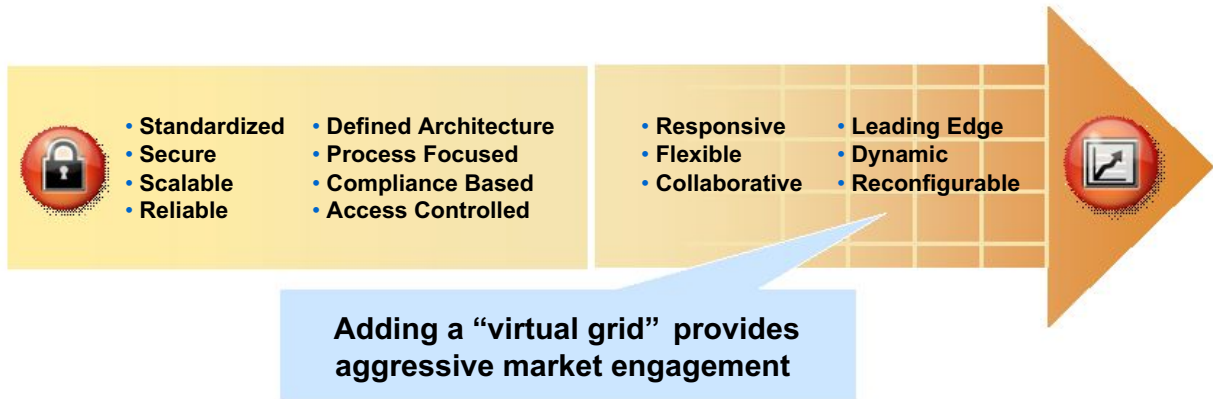 • Standardized
• Secure
• Scalable
• Reliable
• Defined Architecture
• Process Focused
• Compliance Based
• Access Controlled
• Responsive
• Flexible
• Collaborative
• Leading Edge
• Dynamic
• Reconfigurable
Adding a “virtual grid” provides
aggressive market engagement